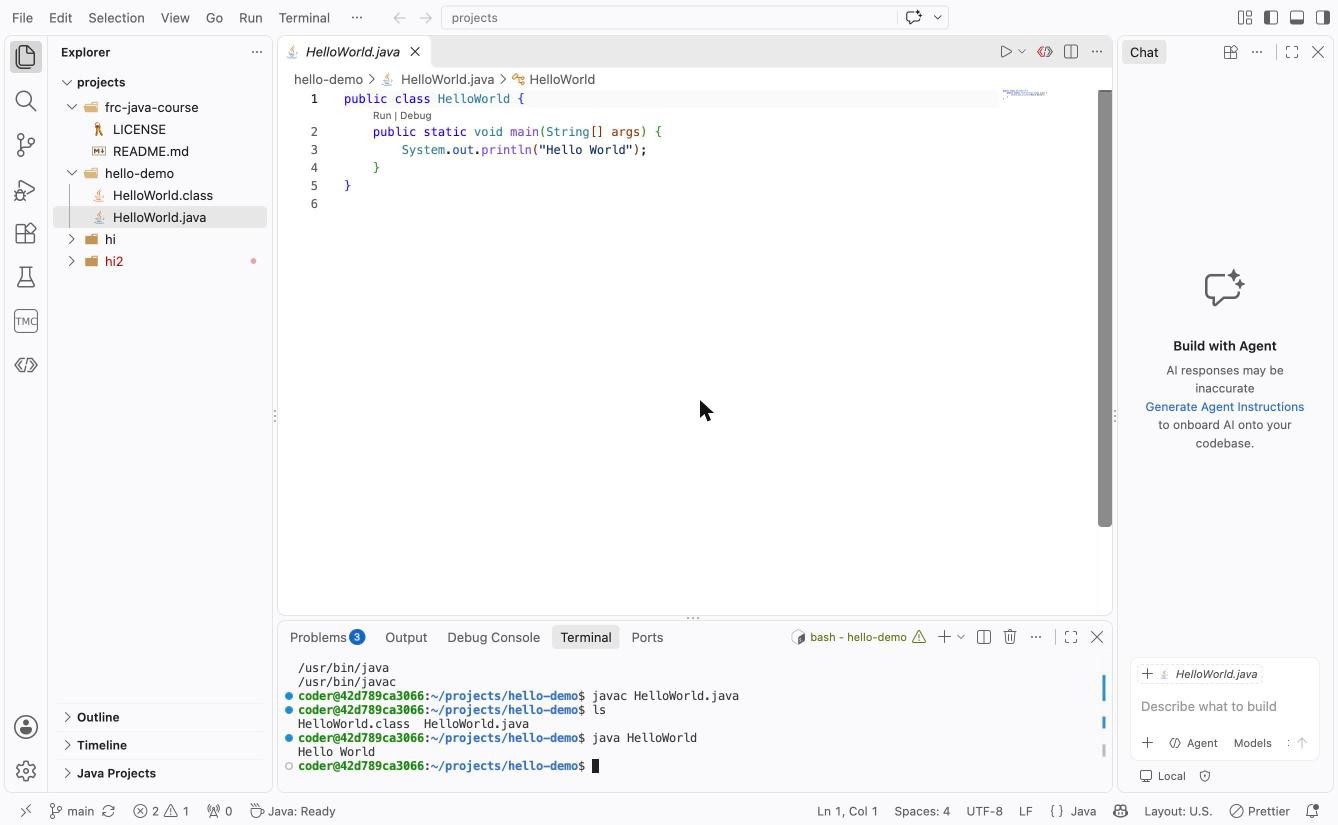 File Edit Selection View Go Run Terminal ···
projects
Explorer
projects
frc-java-course
LICENSE
README.md
hello-demo
HelloWorld.class
HelloWorld.java
hi
hi2
TMC
Outline
Timeline
Java Projects
HelloWorld.java
hello-demo > HelloWorld.java > HelloWorld
1 public class HelloWorld {
Run | Debug
2 public static void main(String[] args) {
3 System.out.println("Hello World");
4 }
5 }
6
Problems 3 Output Debug Console Terminal Ports bash - hello-demo
/usr/bin/java
/usr/bin/javac
coder@42d789ca3066:~/projects/hello-demo$ javac HelloWorld.java
coder@42d789ca3066:~/projects/hello-demo$ ls
HelloWorld.class HelloWorld.java
coder@42d789ca3066:~/projects/hello-demo$ java HelloWorld
Hello World
coder@42d789ca3066:~/projects/hello-demo$
Chat
Build with Agent
AI responses may be
inaccurate
Generate Agent Instructions
to onboard AI onto your
codebase.
HelloWorld.java
Describe what to build
Agent Models
Local
main 2 1 0 Java: Ready Ln 1, Col 1 Spaces: 4 UTF-8 LF { } Java Layout: U.S. Prettier